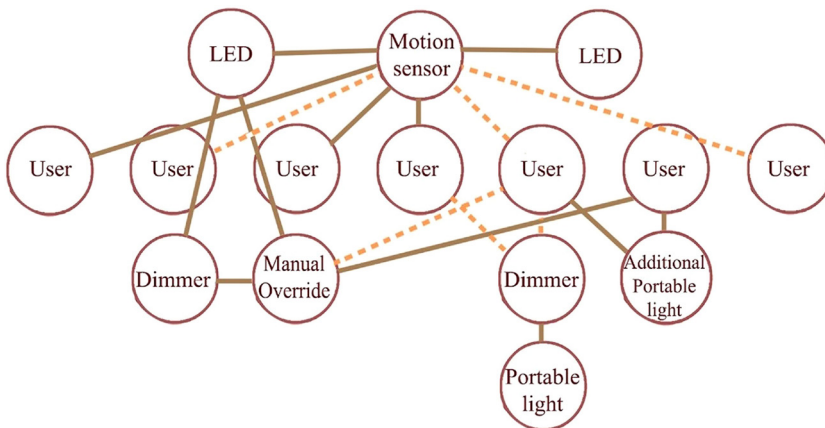 LED
Motion
sensor
LED
User
User
User
User
User
User
User
Dimmer
Manual
Override
Dimmer
Additional
Portable
light
Portable
light